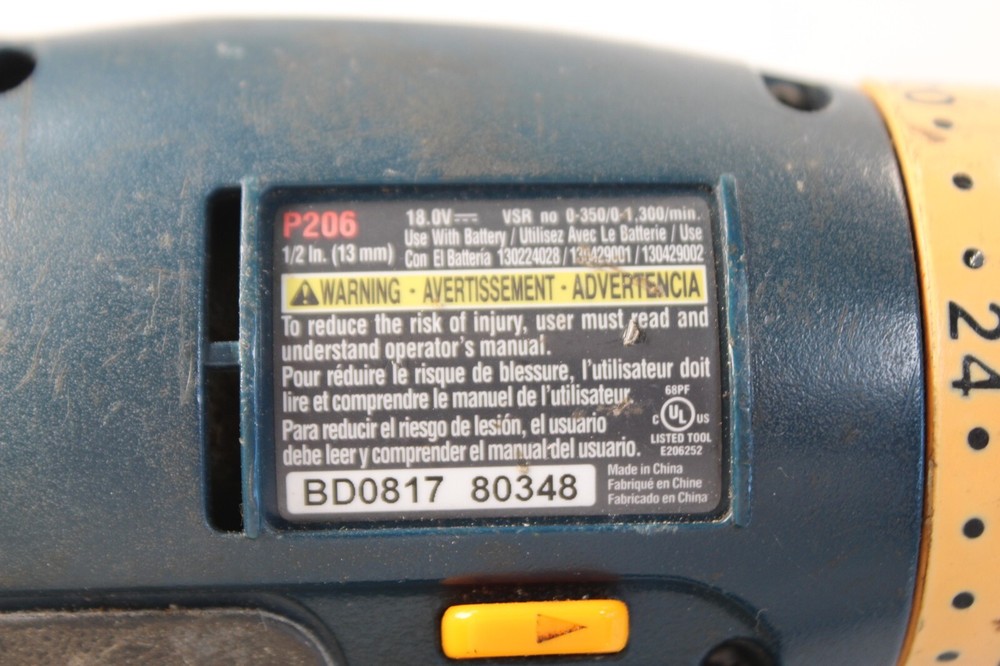 P206
1/2 In. (13 mm)
18.0V⎓ VSR no 0-350/0-1,300/min.
Use With Battery / Utilisez Avec Le Batterie / Use
Con El Batteria 130224028 / 130429001 / 130429002
WARNING · AVERTISSEMENT · ADVERTENCIA
To reduce the risk of injury, user must read and
understand operator's manual.
Pour réduire le risque de blessure, l'utilisateur doit
lire et comprendre le manuel de l'utilisateur.
Para reducir el riesgo de lesión, el usuario
debe leer y comprender el manual del usuario.
68PF
C UL US
LISTED TOOL
E206252
BD0817 80348
Made in China
Fabriqué en Chine
Fabricado en China
24